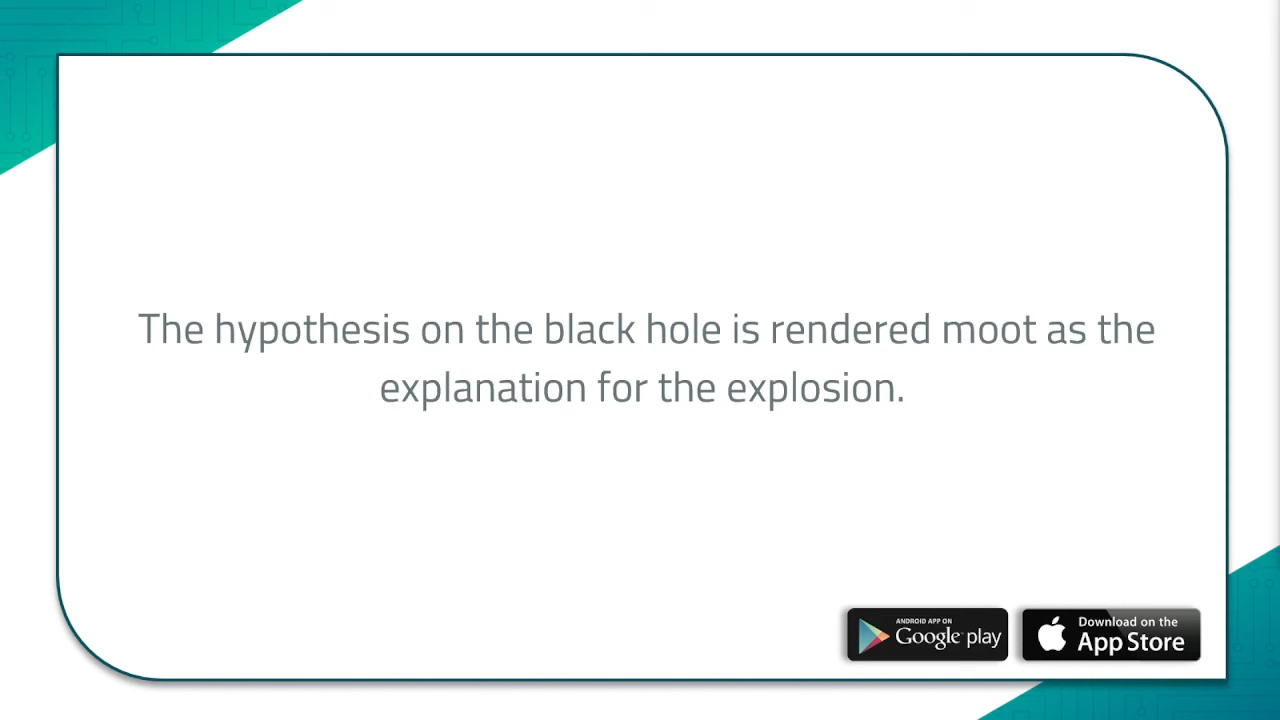 The hypothesis on the black hole is rendered moot as the
explanation for the explosion.
ANDROID APP ON
Google play
Download on the
App Store